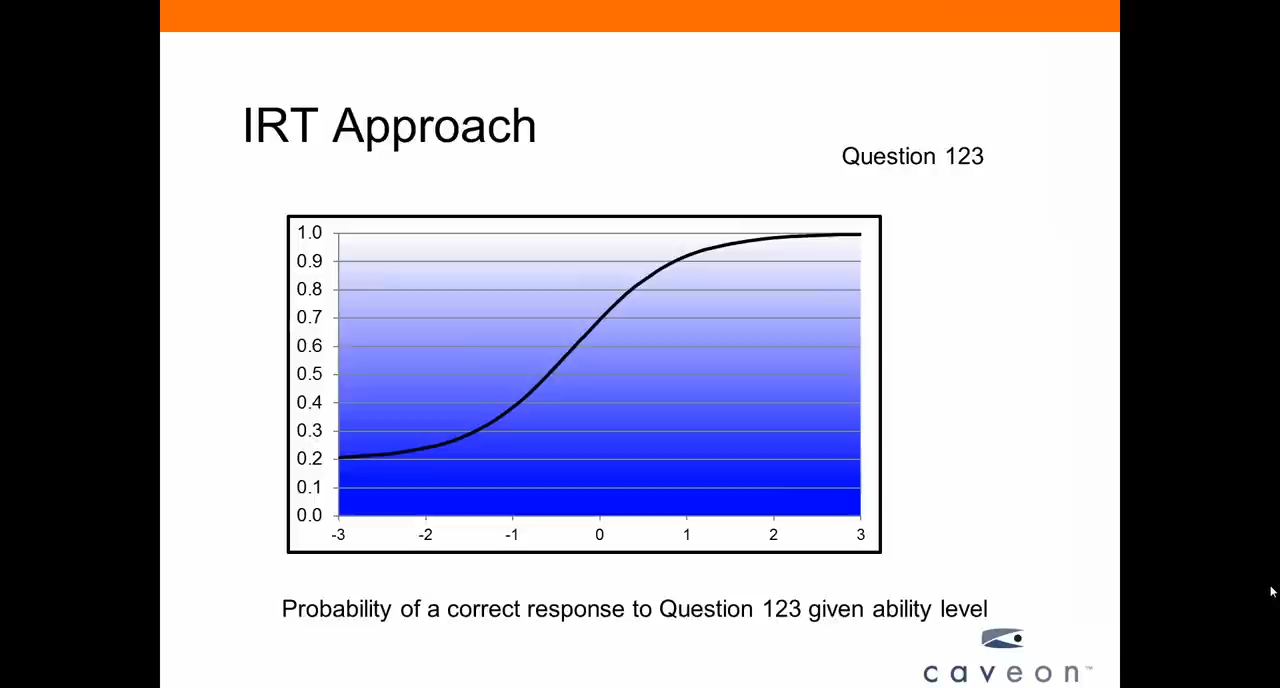 IRT Approach
Question 123
1.0
0.9
0.8
0.7
0.6
0.5
0.4
0.3
0.2
0.1
0.0
-3 -2 -1 0 1 2 3
Probability of a correct response to Question 123 given ability level
caveon™